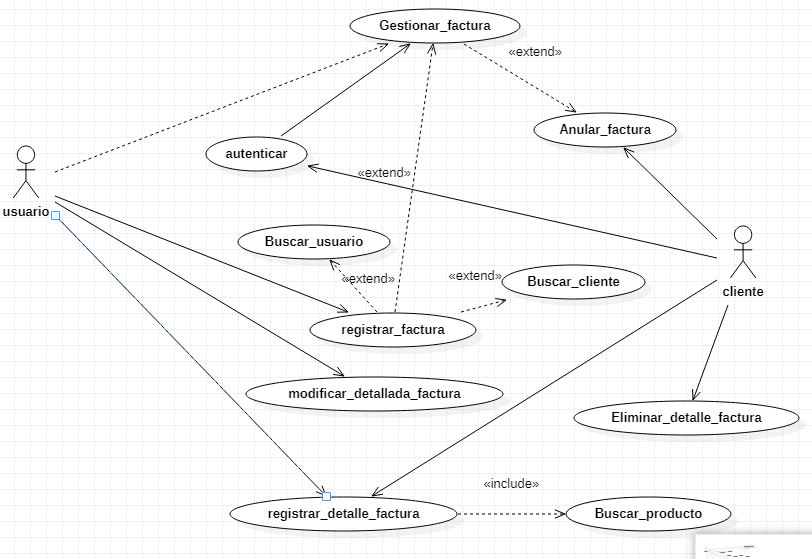 Gestionar_factura
«extend»
Anular_factura
autenticar
«extend»
usuario
Buscar_usuario
«extend»
«extend»
Buscar_cliente
cliente
registrar_factura
modificar_detallada_factura
Eliminar_detalle_factura
«include»
registrar_detalle_factura
Buscar_producto